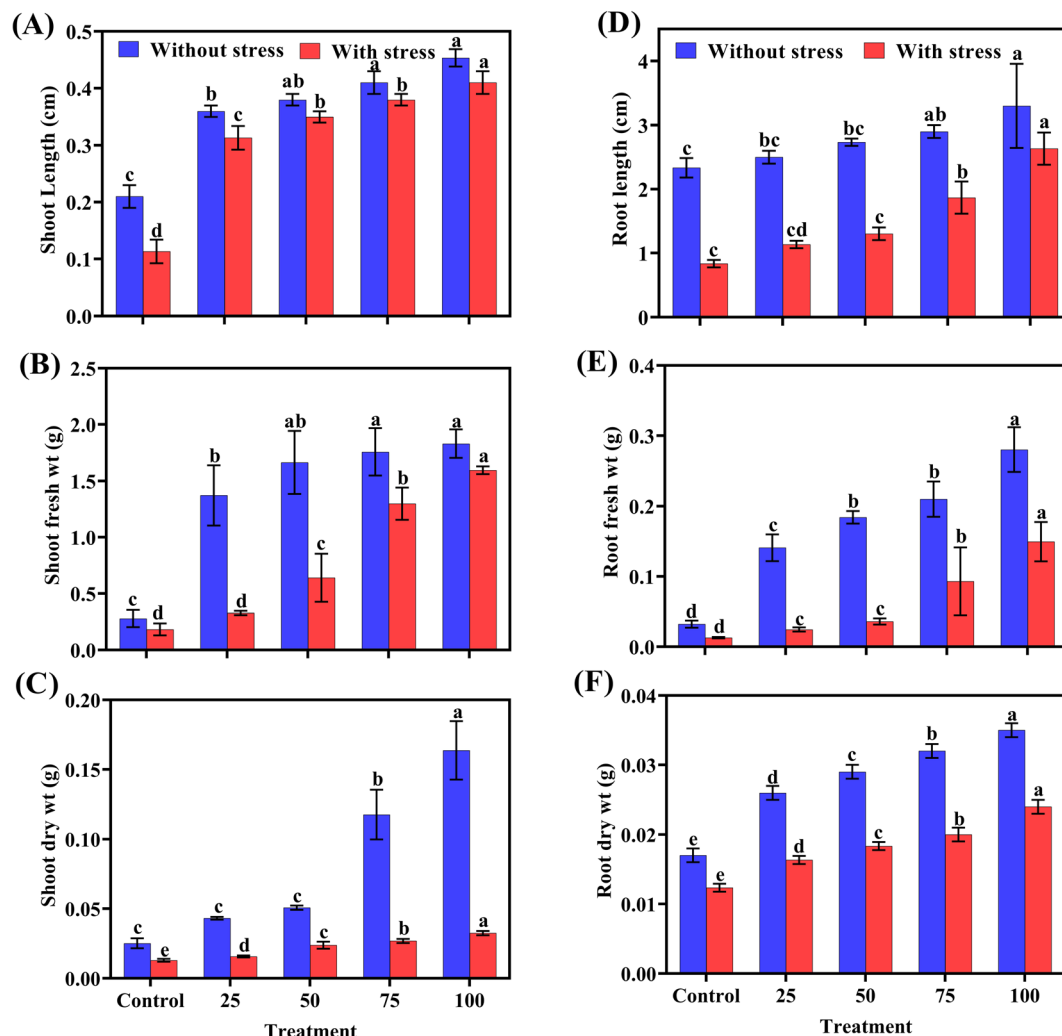 (A)
Shoot Length (cm)
0.5
0.4
0.3
0.2
0.1
0.0
Without stress With stress
c d b c ab b a b a a
(D)
Root length (cm)
4
3
2
1
0
Without stress With stress
c c bc cd bc c ab b a a
(B)
Shoot fresh wt (g)
2.5
2.0
1.5
1.0
0.5
0.0
c d b d ab c a b a a
(E)
Root fresh wt (g)
0.4
0.3
0.2
0.1
0.0
d d c c b c b b a a
(C)
Shoot dry wt (g)
0.20
0.15
0.10
0.05
0.00
c e c d c c b b a a
Control 25 50 75 100
Treatment
(F)
Root dry wt (g)
0.04
0.03
0.02
0.01
0.00
e e d d c c b b a a
Control 25 50 75 100
Treatment